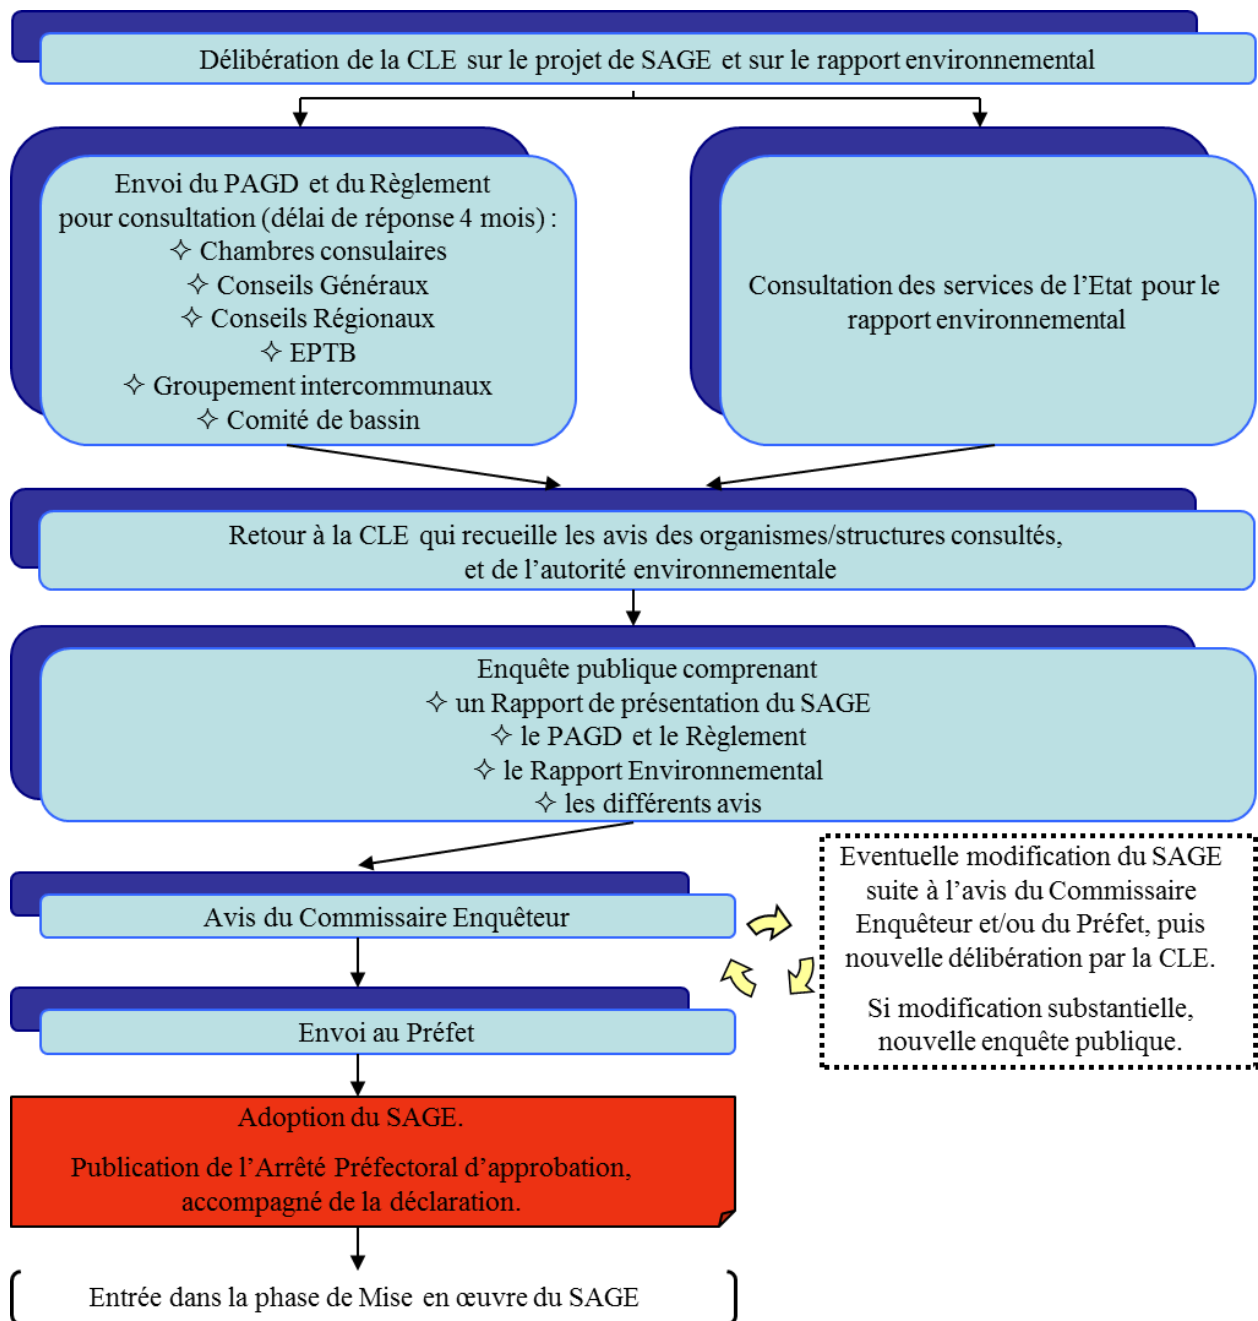 Délibération de la CLE sur le projet de SAGE et sur le rapport environnemental
Envoi du PAGD et du Règlement
pour consultation (délai de réponse 4 mois) :
✧ Chambres consulaires
✧ Conseils Généraux
✧ Conseils Régionaux
✧ EPTB
✧ Groupement intercommunaux
✧ Comité de bassin
Consultation des services de l’Etat pour le
rapport environnemental
Retour à la CLE qui recueille les avis des organismes/structures consultés,
et de l’autorité environnementale
Enquête publique comprenant
✧ un Rapport de présentation du SAGE
✧ le PAGD et le Règlement
✧ le Rapport Environnemental
✧ les différents avis
Avis du Commissaire Enquêteur
Eventuelle modification du SAGE
suite à l’avis du Commissaire
Enquêteur et/ou du Préfet, puis
nouvelle délibération par la CLE.
Si modification substantielle,
nouvelle enquête publique.
Envoi au Préfet
Adoption du SAGE.
Publication de l’Arrêté Préfectoral d’approbation,
accompagné de la déclaration.
Entrée dans la phase de Mise en œuvre du SAGE